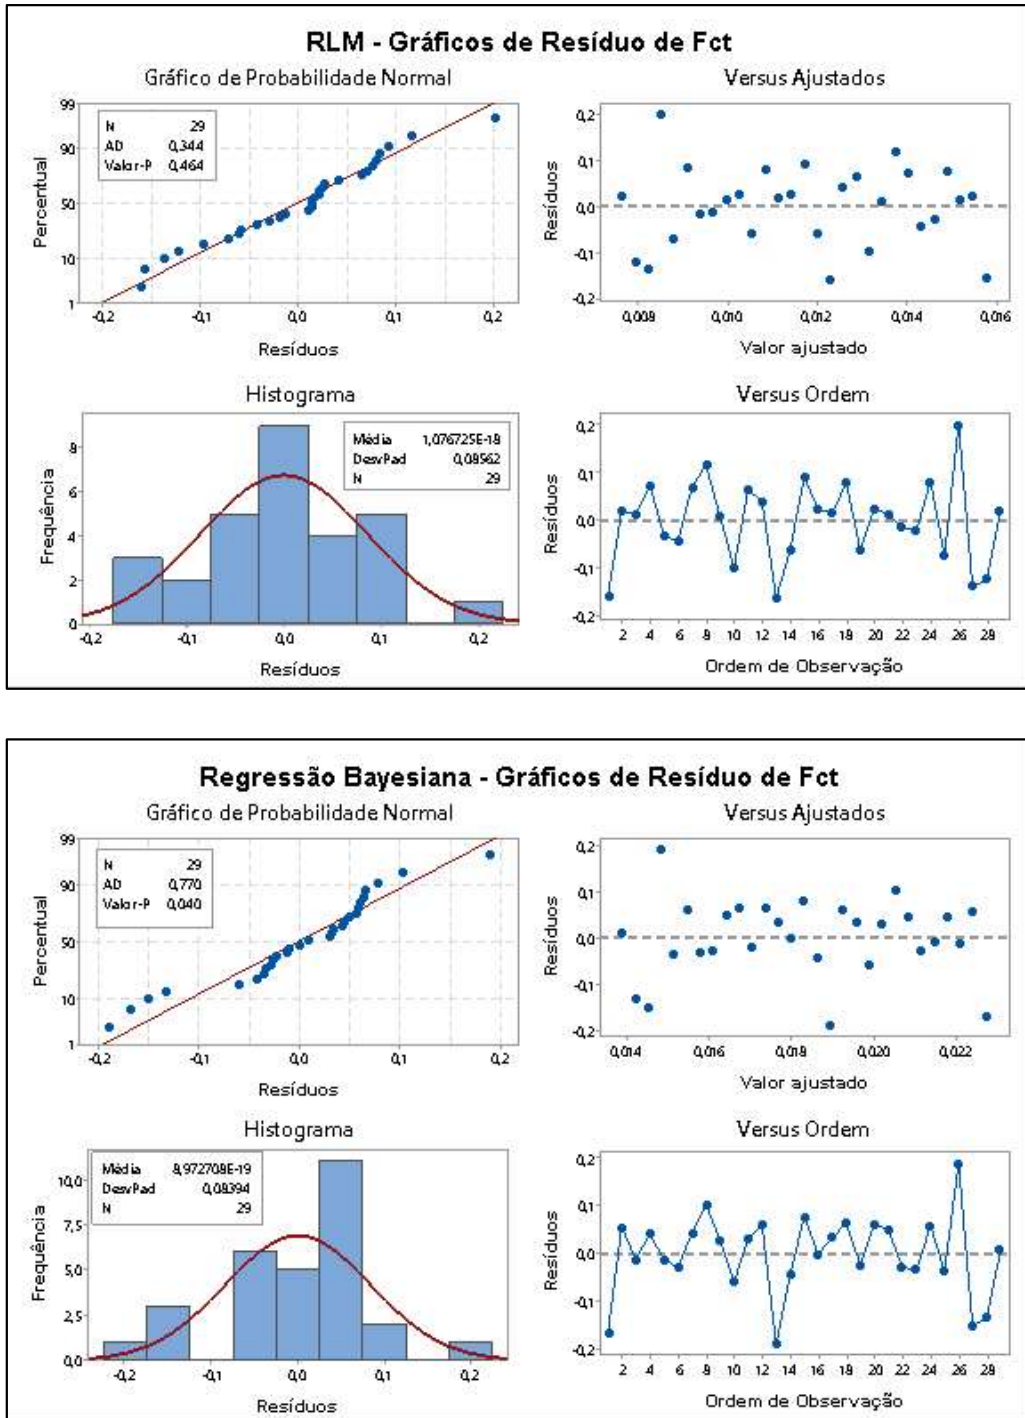 RLM - Gráficos de Resíduo de Fct
Gráfico de Probabilidade Normal
Percentual
99
90
50
10
1
N 29
AD 0,344
Valor-P 0,464
-0,2 -0,1 0,0 0,1 0,2
Resíduos
Versus Ajustados
Resíduos
0,2
0,1
0,0
-0,1
-0,2
0,008 0,010 0,012 0,014 0,016
Valor ajustado
Histograma
Frequência
8
6
4
2
0
Média 1,076725E-18
DesvPad 0,08562
N 29
-0,2 -0,1 0,0 0,1 0,2
Resíduos
Versus Ordem
Resíduos
0,2
0,1
0,0
-0,1
-0,2
2 4 6 8 10 12 14 16 18 20 22 24 26 28
Ordem de Observação
Regressão Bayesiana - Gráficos de Resíduo de Fct
Gráfico de Probabilidade Normal
Percentual
99
90
50
10
1
N 29
AD 0,770
Valor-P 0,040
-0,2 -0,1 0,0 0,1 0,2
Resíduos
Versus Ajustados
Resíduos
0,2
0,1
0,0
-0,1
-0,2
0,014 0,016 0,018 0,020 0,022
Valor ajustado
Histograma
Frequência
10,0
7,5
5,0
2,5
0,0
Média 8,972708E-19
DesvPad 0,08394
N 29
-0,2 -0,1 0,0 0,1 0,2
Resíduos
Versus Ordem
Resíduos
0,2
0,1
0,0
-0,1
-0,2
2 4 6 8 10 12 14 16 18 20 22 24 26 28
Ordem de Observação